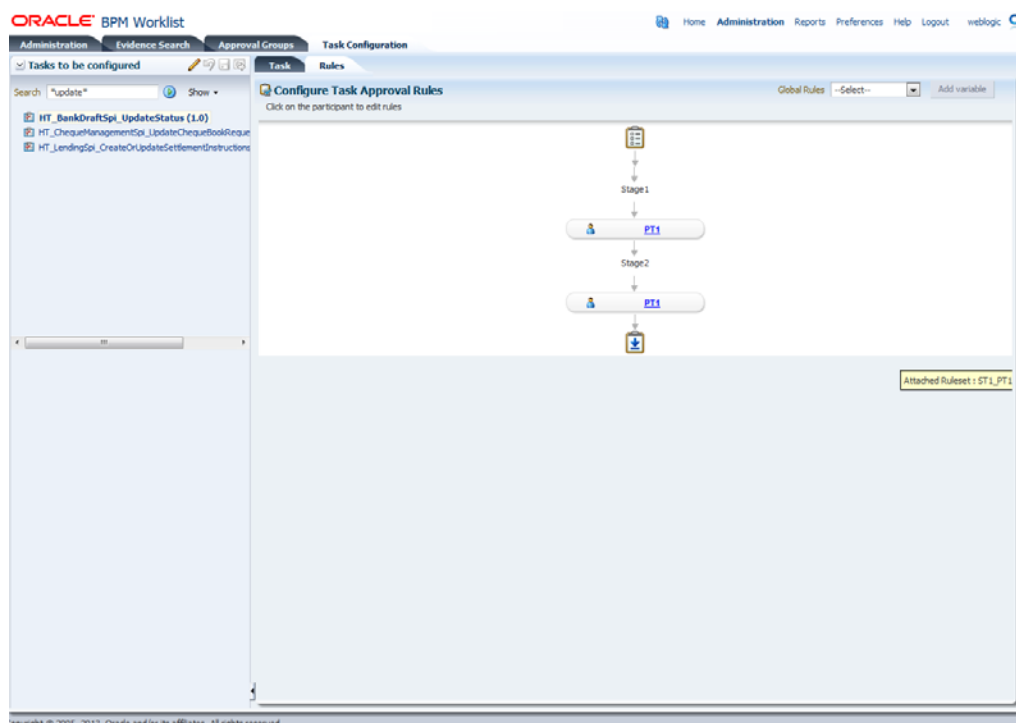 ORACLE® BPM Worklist
Home Administration Reports Preferences Help Logout weblogic
Administration Evidence Search Approval Groups Task Configuration
Tasks to be configured
Task Rules
Search "update" Show
Configure Task Approval Rules
Global Rules --Select-- Add variable
Click on the participant to edit rules
HT_BankDraftSpi_UpdateStatus (1.0)
HT_ChequeManagementSpi_UpdateChequeBookReque
HT_LendingSpi_CreateOrUpdateSettlementInstructions
Stage1
PT1
Stage2
PT1
Attached Ruleset : ST1_PT1